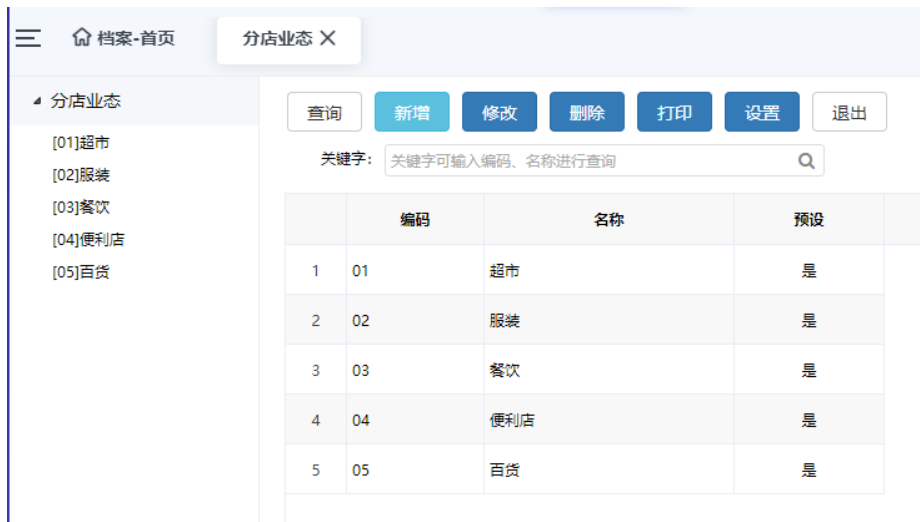 档案-首页 分店业态
分店业态
[01]超市
[02]服装
[03]餐饮
[04]便利店
[05]百货
查询 新增 修改 删除 打印 设置 退出
关键字: 关键字可输入编码、名称进行查询
编码 名称 预设
1 01 超市 是
2 02 服装 是
3 03 餐饮 是
4 04 便利店 是
5 05 百货 是